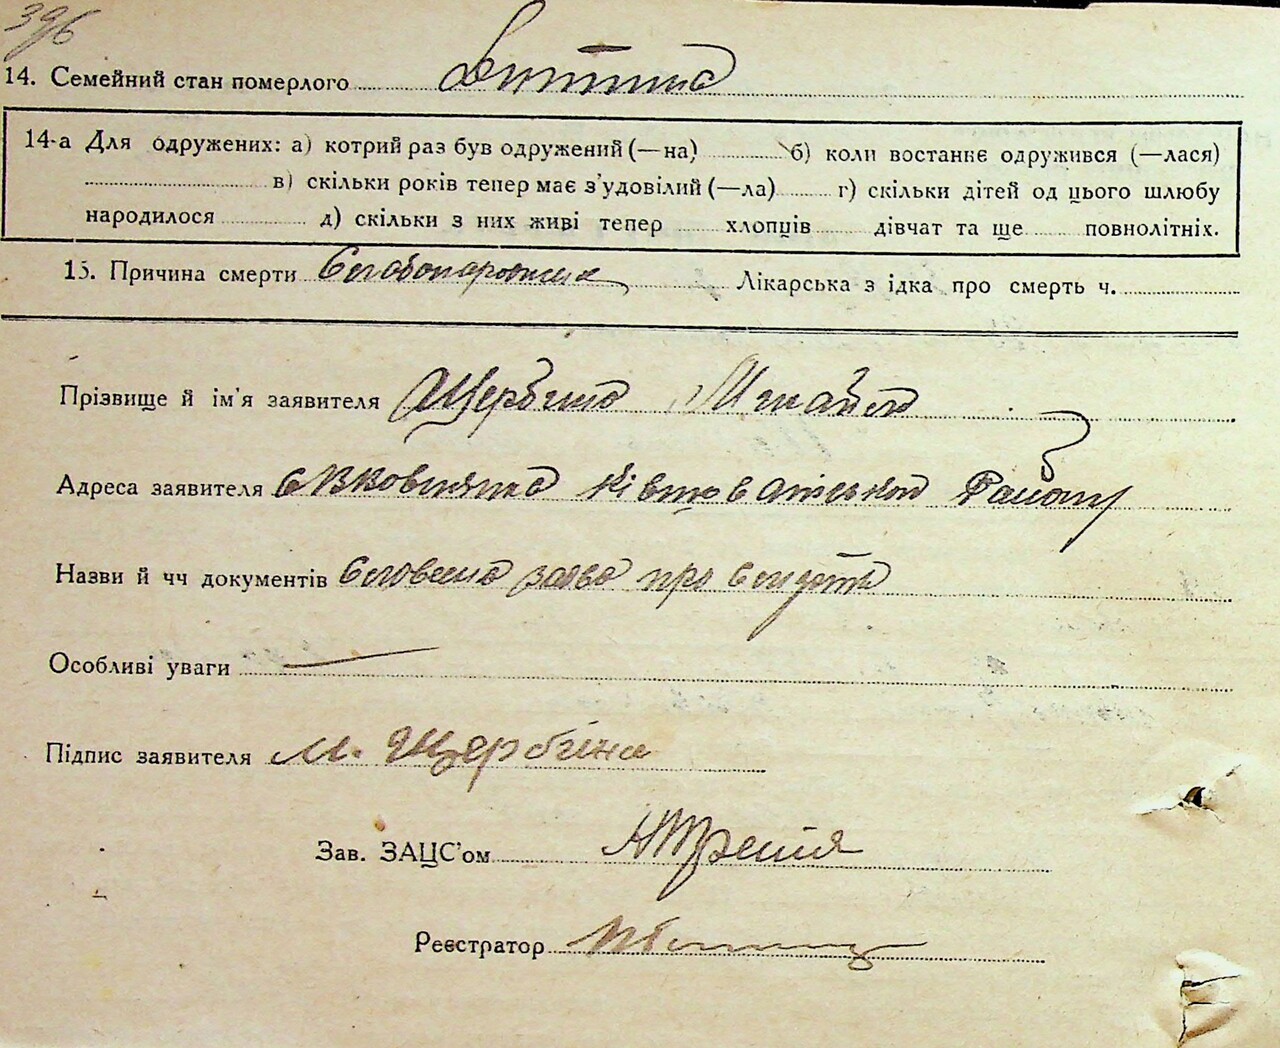 396
14. Семейний стан померлого Дитина
14-а Для одружених: а) котрий раз був одружений (—на) б) коли востаннє одружився (—лася)
в) скільки років тепер має з'удовілий (—ла) г) скільки дітей од цього шлюбу
народилося д) скільки з них живі тепер хлопців дівчат та ще повнолітніх.
15. Причина смерти Слабонароджена Лікарська з ідка про смерть ч.
Прізвище й ім'я заявителя Щербина
Адреса заявителя Району
Назви й чч документів Словесна заява про смерть
Особливі уваги —
Підпис заявителя М. Щербина
Зав. ЗАЦС'ом
Реєстратор